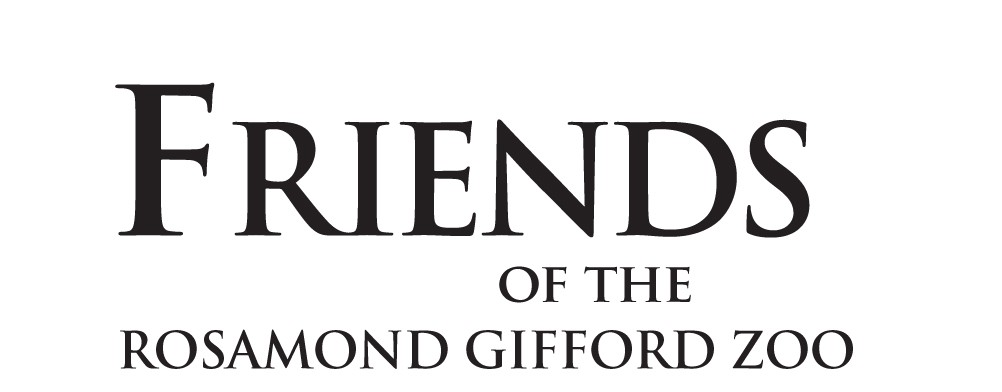 FRIENDS
OF THE
ROSAMOND GIFFORD ZOO